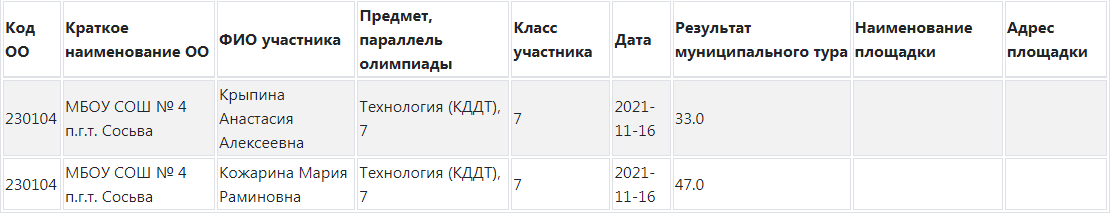 Код ОО
Краткое наименование ОО
ФИО участника
Предмет, параллель олимпиады
Класс участника
Дата
Результат муниципального тура
Наименование площадки
Адрес площадки
230104
МБОУ СОШ № 4 п.г.т. Сосьва
Крыпина Анастасия Алексеевна
Технология (КДДТ), 7
7
2021-11-16
33.0
230104
МБОУ СОШ № 4 п.г.т. Сосьва
Кожарина Мария Раминовна
Технология (КДДТ), 7
7
2021-11-16
47.0